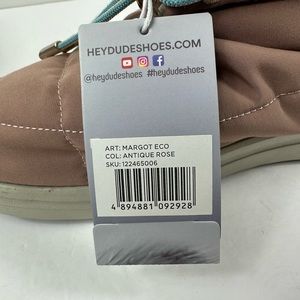 HEYDUDESHOES.COM
@heydudeshoes #heydudeshoes
ART: MARGOT ECO
COL: ANTIQUE ROSE
SKU: 122465006
4 894881 092928